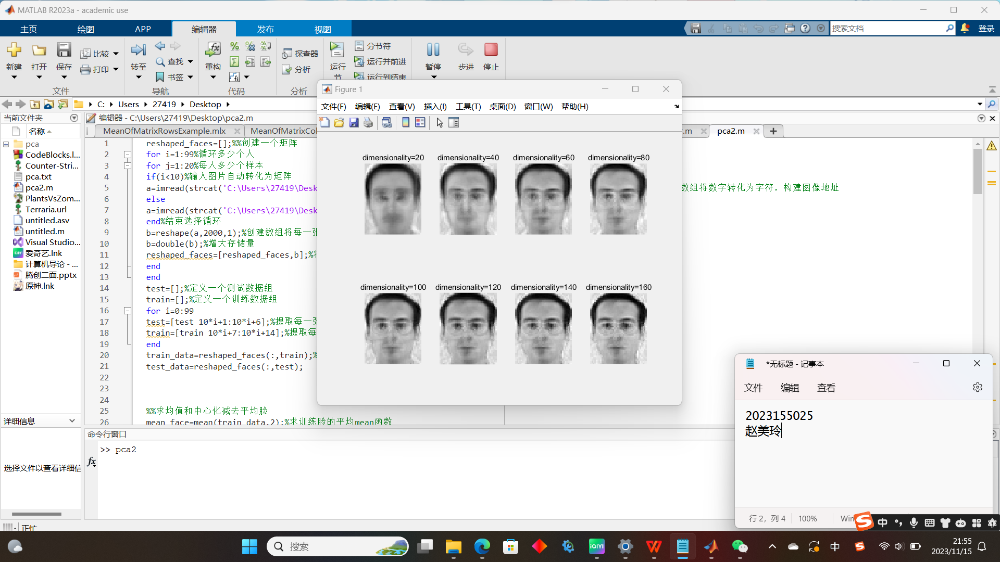 MATLAB R2023a - academic use
主页 绘图 APP 编辑器 发布 视图
搜索文档 登录
新建 打开 保存 比较 打印 转至 查找 书签 重构 探查器 分析 运行节 分节符 运行并前进 运行到结束 暂停 步进 停止
文件 导航 代码 分析
C: Users 27419 Desktop
当前文件夹
名称
pca
CodeBlocks.l...
Counter-Stri...
pca.txt
pca2.m
PlantsVsZom...
Terraria.url
untitled.asv
untitled.m
Visual Studio...
爱奇艺.lnk
计算机导论 - ...
腾创二面.pptx
原神.lnk
详细信息
选择文件以查看详细信
正忙
编辑器 - C:\Users\27419\Desktop\pca2.m
MeanOfMatrixRowsExample.mlx MeanOfMatrixCol .m pca2.m
1 reshaped_faces=[];%%创建一个矩阵
2 for i=1:99%循环多少个人
3 for j=1:20%每人多少个样本
4 if(i<10)%输入图片自动转化为矩阵
5 a=imread(strcat('C:\Users\27419\Desk 数组将数字转化为字符，构建图像地址
6 else
7 a=imread(strcat('C:\Users\27419\Desk
8 end%结束选择循环
9 b=reshape(a,2000,1);%创建数组将每一张
10 b=double(b);%增大存储量
11 reshaped_faces=[reshaped_faces,b];%将
12 end
13 end
14 test=[];%定义一个测试数据组
15 train=[];%定义一个训练数据组
16 for i=0:99
17 test=[test 10*i+1:10*i+6];%提取每一张
18 train=[train 10*i+7:10*i+14];%提取每
19 end
20 train_data=reshaped_faces(:,train);%
21 test_data=reshaped_faces(:,test);
22
23
24
25 %%求均值和中心化减去平均脸
26 mean_face=mean(train_data,2);%求训练脸的平均mean函数
命令行窗口
>> pca2
Figure 1
文件(F) 编辑(E) 查看(V) 插入(I) 工具(T) 桌面(D) 窗口(W) 帮助(H)
dimensionality=20 dimensionality=40 dimensionality=60 dimensionality=80
dimensionality=100 dimensionality=120 dimensionality=140 dimensionality=160
*无标题 - 记事本
文件 编辑 查看
2023155025
赵美玲
行 2，列 4 100% Win
中
搜索
iQIYI
中
21:55
2023/11/15